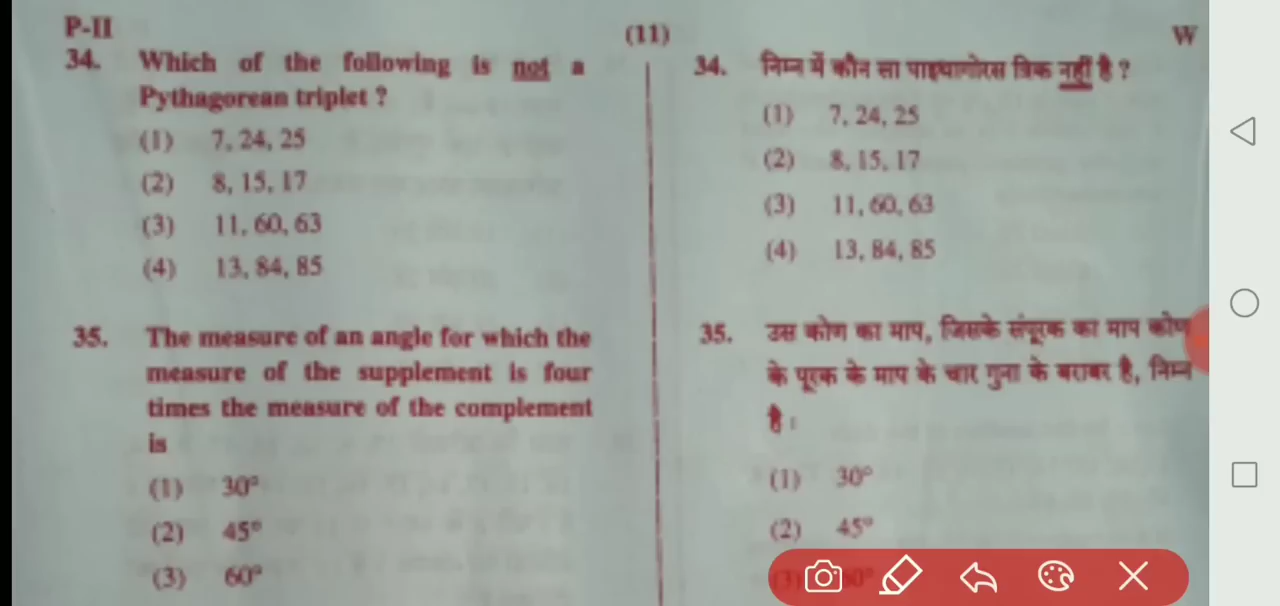 P-II
(11)
W
34. Which of the following is not a
Pythagorean triplet ?
(1) 7, 24, 25
(2) 8, 15, 17
(3) 11, 60, 63
(4) 13, 84, 85
35. The measure of an angle for which the
measure of the supplement is four
times the measure of the complement
is
(1) 30°
(2) 45°
(3) 60°
34. निम्न में कौन सा पाइथागोरस त्रिक नहीं है ?
(1) 7, 24, 25
(2) 8, 15, 17
(3) 11, 60, 63
(4) 13, 84, 85
35. उस कोण का माप, जिसके संपूरक का माप कोण
के पूरक के माप के चार गुना के बराबर है, निम्न
है :
(1) 30°
(2) 45°
(3) 60°